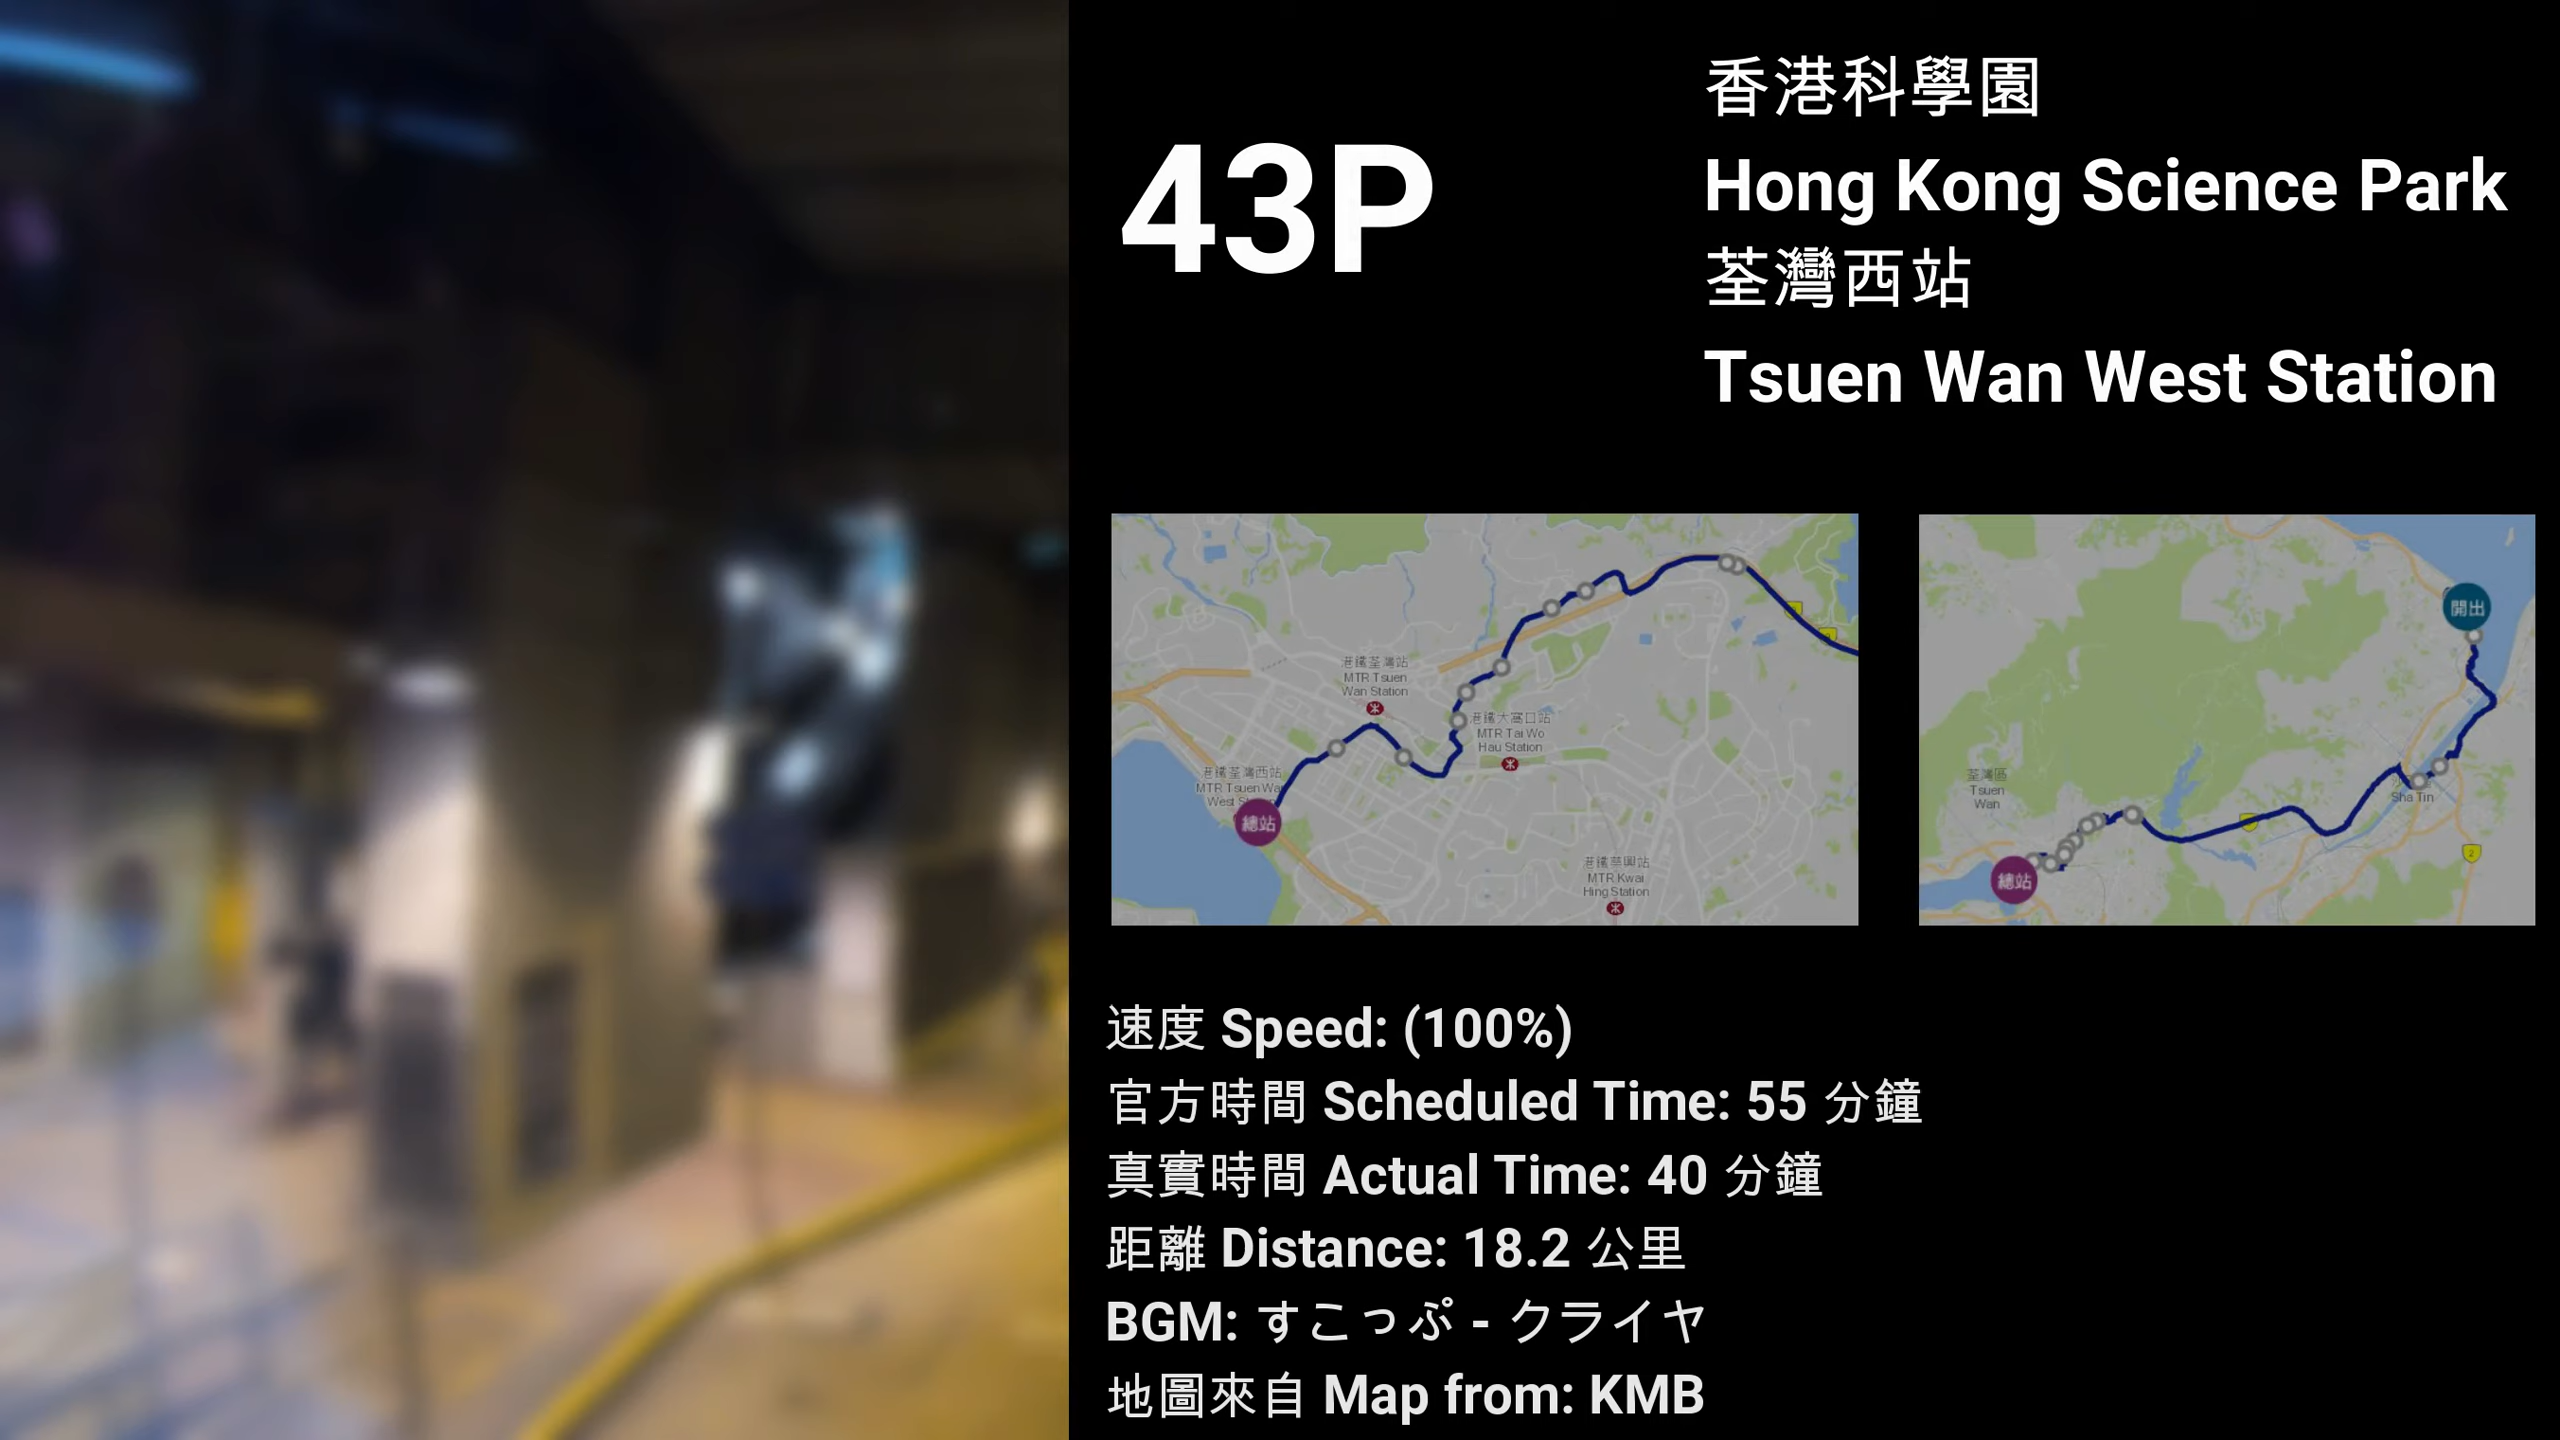 43P
香港科學園
Hong Kong Science Park
荃灣西站
Tsuen Wan West Station
港鐵荃灣站
MTR Tsuen
Wan Station
港鐵大窩口站
MTR Tai Wo
Hau Station
港鐵荃灣西站
MTR Tsuen Wan
West
總站
港鐵葵興站
MTR Kwai
Hing Station
開出
荃灣區
Tsuen
Wan
Sha Tin
總站
2
速度 Speed: (100%)
官方時間 Scheduled Time: 55 分鐘
真實時間 Actual Time: 40 分鐘
距離 Distance: 18.2 公里
BGM: すこっぷ - クライヤ
地圖來自 Map from: KMB